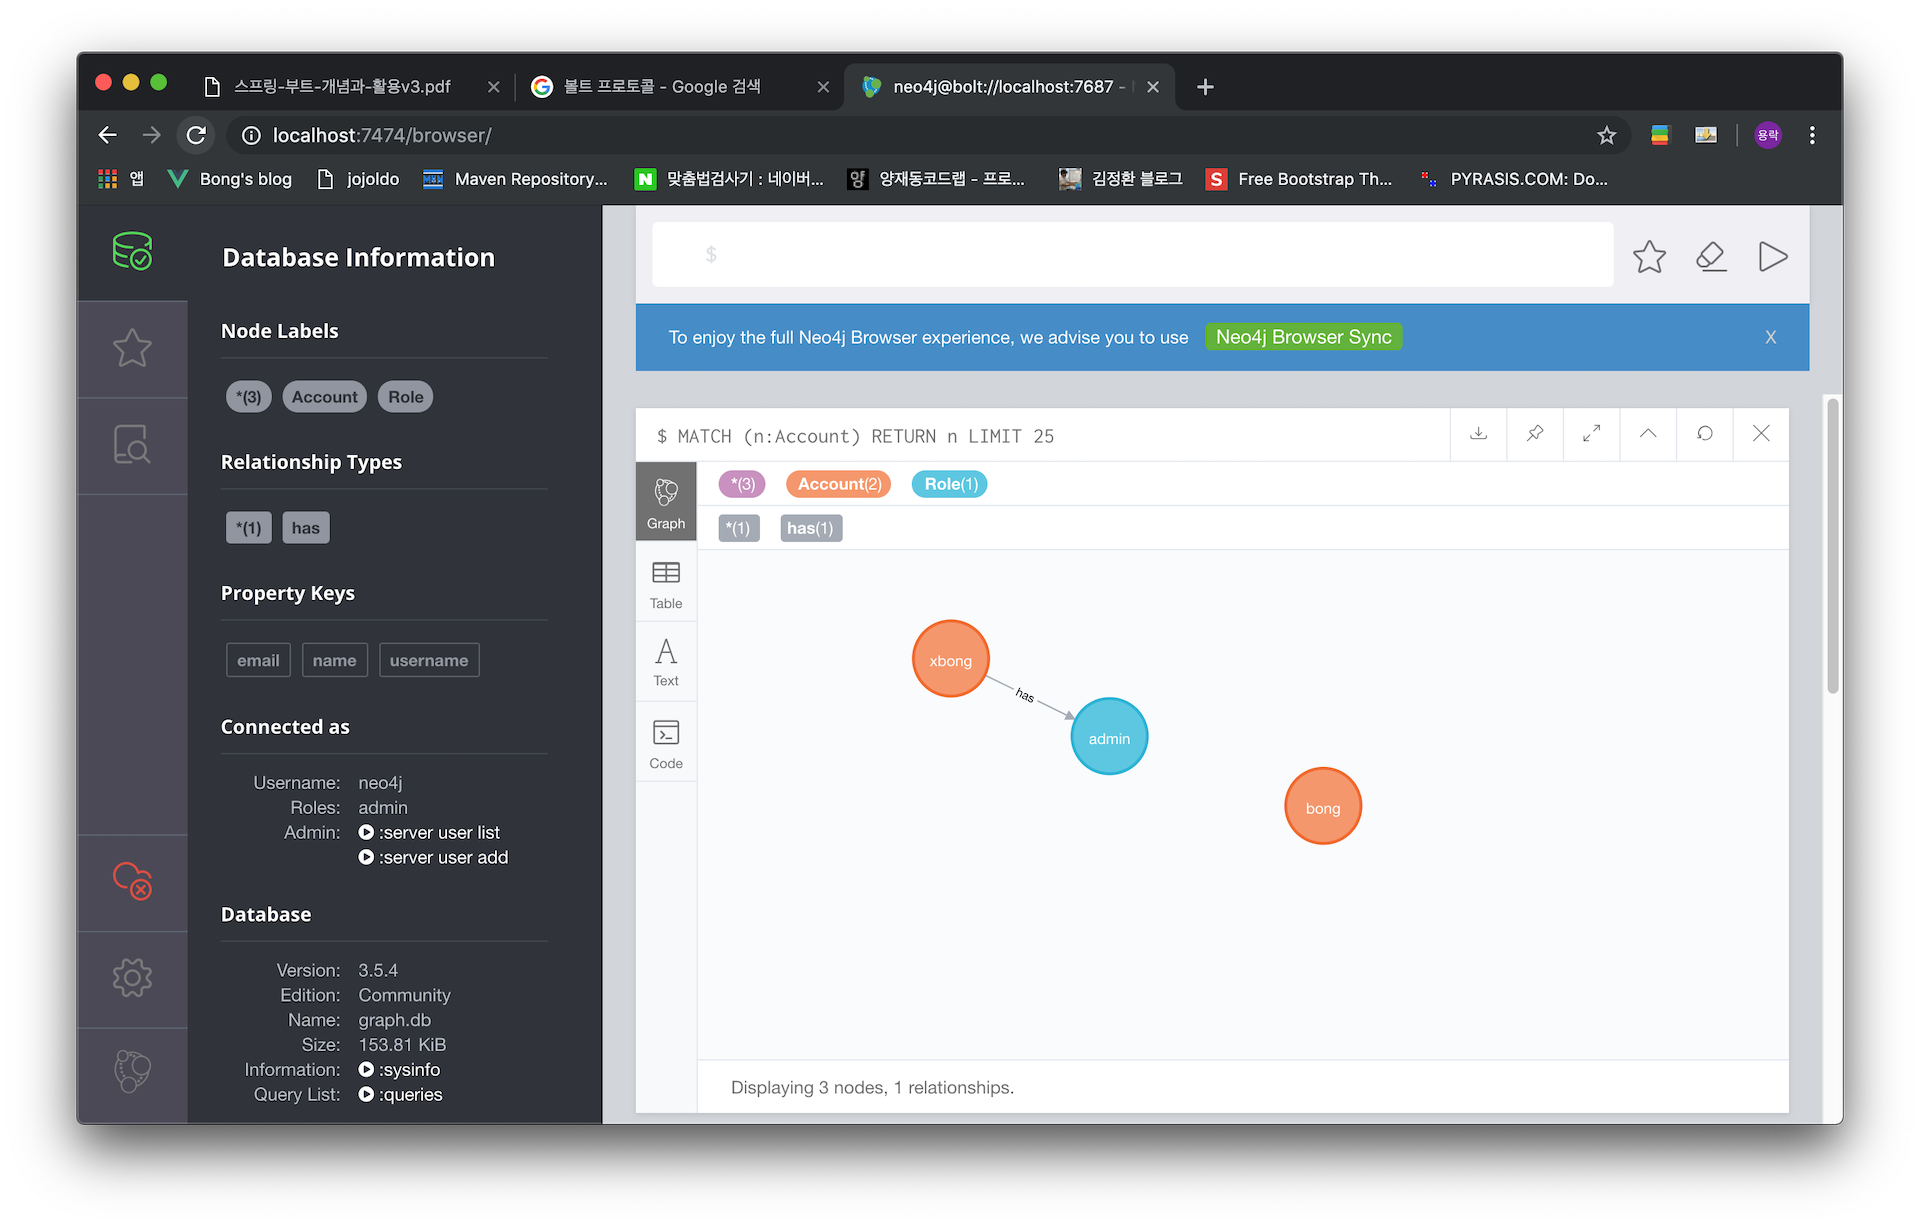 스프링-부트-개념과-활용v3.pdf
볼트 프로토콜 - Google 검색
neo4j@bolt://localhost:7687 -
localhost:7474/browser/
용락
앱
Bong's blog
jojoldo
Maven Repository...
맞춤법검사기 : 네이버...
양재동코드랩 - 프로...
김정환 블로그
Free Bootstrap Th...
PYRASIS.COM: Do...
Database Information
Node Labels
*(3) Account Role
Relationship Types
*(1) has
Property Keys
email name username
Connected as
Username: neo4j
Roles: admin
Admin: :server user list
:server user add
Database
Version: 3.5.4
Edition: Community
Name: graph.db
Size: 153.81 KiB
Information: :sysinfo
Query List: :queries
$
To enjoy the full Neo4j Browser experience, we advise you to use Neo4j Browser Sync X
$ MATCH (n:Account) RETURN n LIMIT 25
Graph
Table
Text
Code
*(3) Account(2) Role(1)
*(1) has(1)
xbong
has
admin
bong
Displaying 3 nodes, 1 relationships.